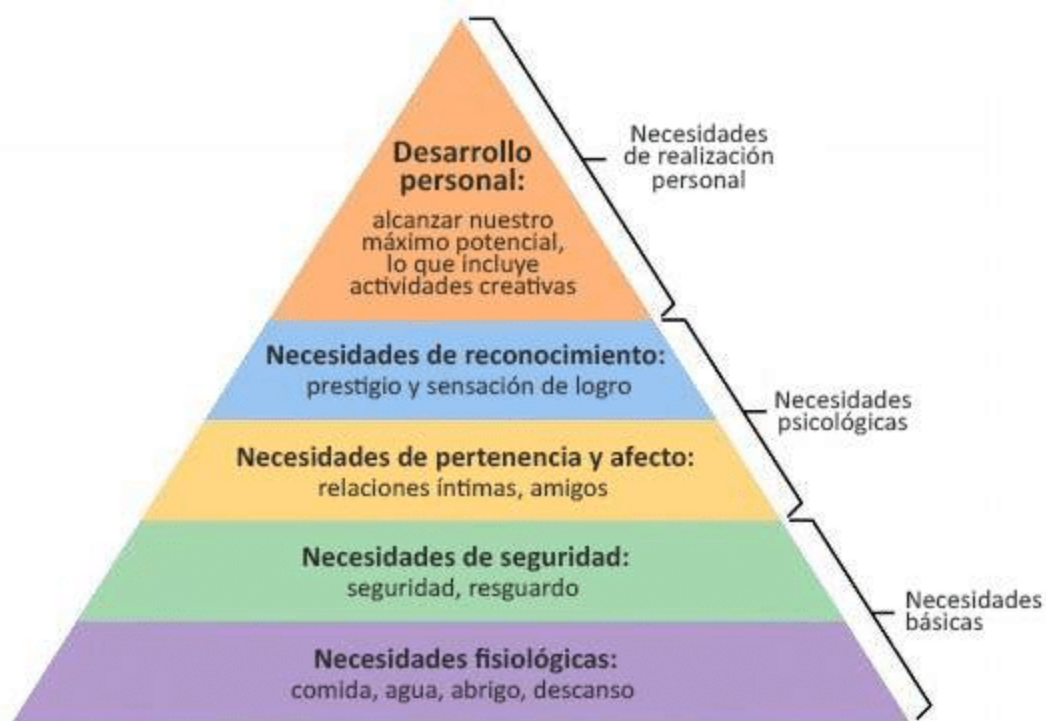 Desarrollo
personal:
alcanzar nuestro
máximo potencial,
lo que incluye
actividades creativas
Necesidades
de realización
personal
Necesidades de reconocimiento:
prestigio y sensación de logro
Necesidades de pertenencia y afecto:
relaciones íntimas, amigos
Necesidades
psicológicas
Necesidades de seguridad:
seguridad, resguardo
Necesidades fisiológicas:
comida, agua, abrigo, descanso
Necesidades
básicas